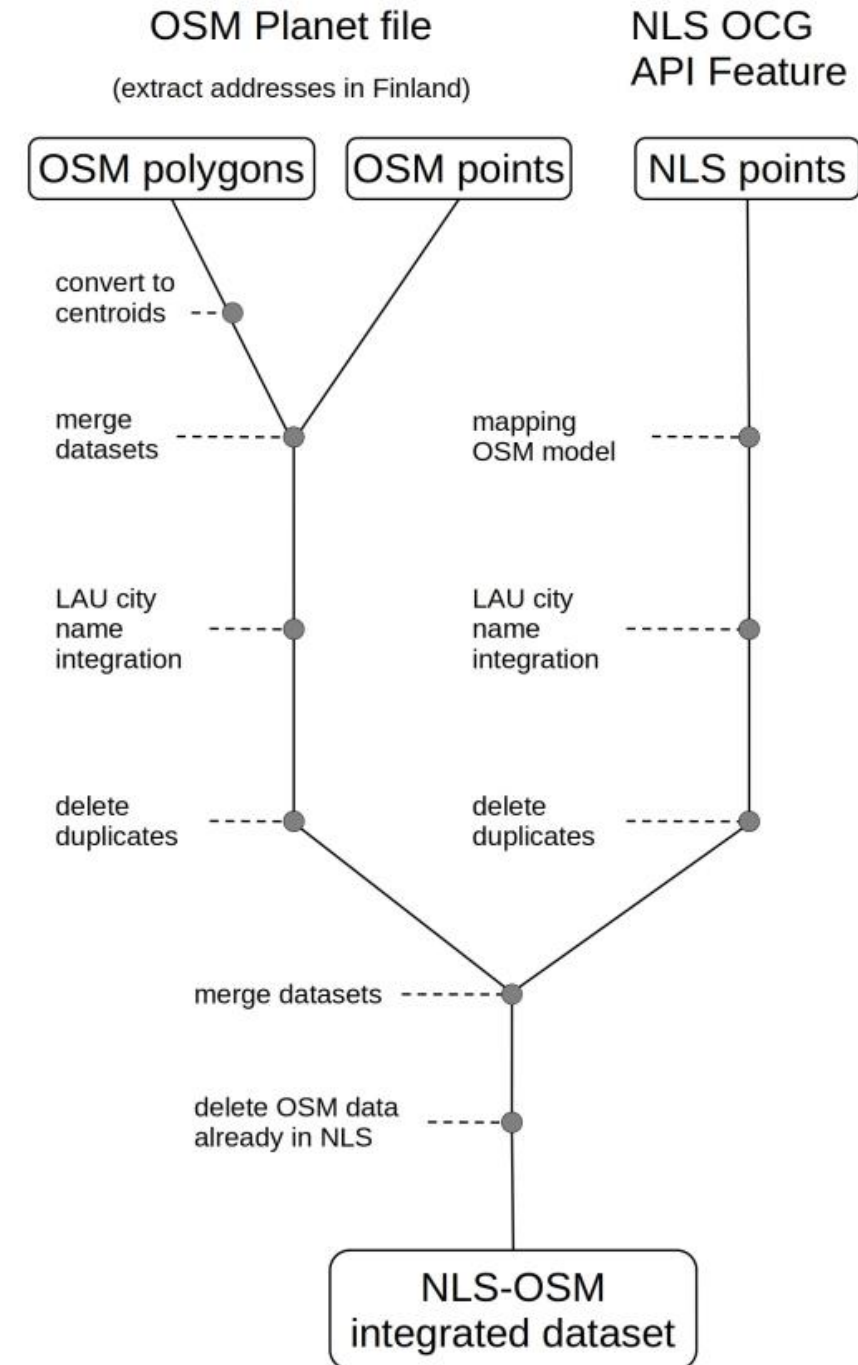 OSM Planet file
(extract addresses in Finland)
NLS OCG
API Feature
OSM polygons
OSM points
NLS points
convert to
centroids
merge
datasets
mapping
OSM model
LAU city
name
integration
LAU city
name
integration
delete
duplicates
delete
duplicates
merge datasets
delete OSM data
already in NLS
NLS-OSM
integrated dataset